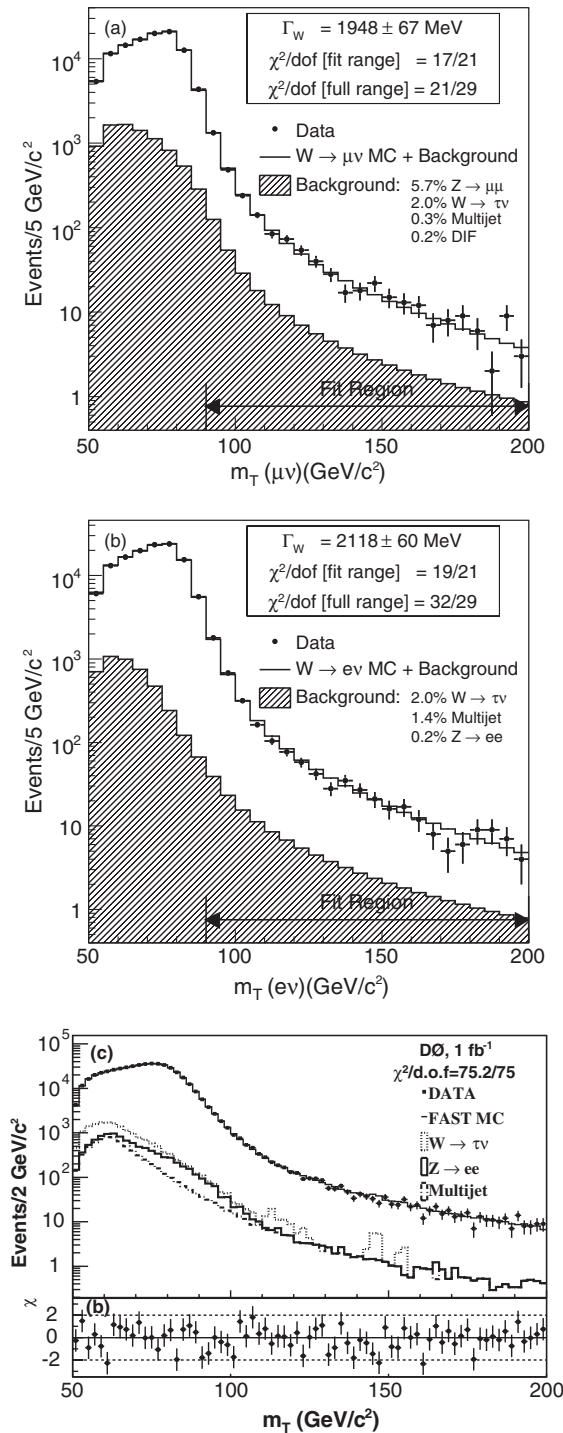 (a)
Γ_W = 1948 ± 67 MeV
χ²/dof [fit range] = 17/21
χ²/dof [full range] = 21/29
Data
W → μν MC + Background
Background: 5.7% Z → μμ
2.0% W → τν
0.3% Multijet
0.2% DIF
Events/5 GeV/c²
10⁴
10³
10²
10
1
Fit Region
50 100 150 200
m_T (μν)(GeV/c²)
(b)
Γ_W = 2118 ± 60 MeV
χ²/dof [fit range] = 19/21
χ²/dof [full range] = 32/29
Data
W → eν MC + Background
Background: 2.0% W → τν
1.4% Multijet
0.2% Z → ee
Events/5 GeV/c²
10⁴
10³
10²
10
1
Fit Region
50 100 150 200
m_T (eν)(GeV/c²)
(c)
DØ, 1 fb⁻¹
χ²/d.o.f=75.2/75
DATA
FAST MC
W → τν
Z → ee
Multijet
Events/2 GeV/c²
10⁵
10⁴
10³
10²
10
1
χ
(b)
2
0
-2
50 100 150 200
m_T (GeV/c²)